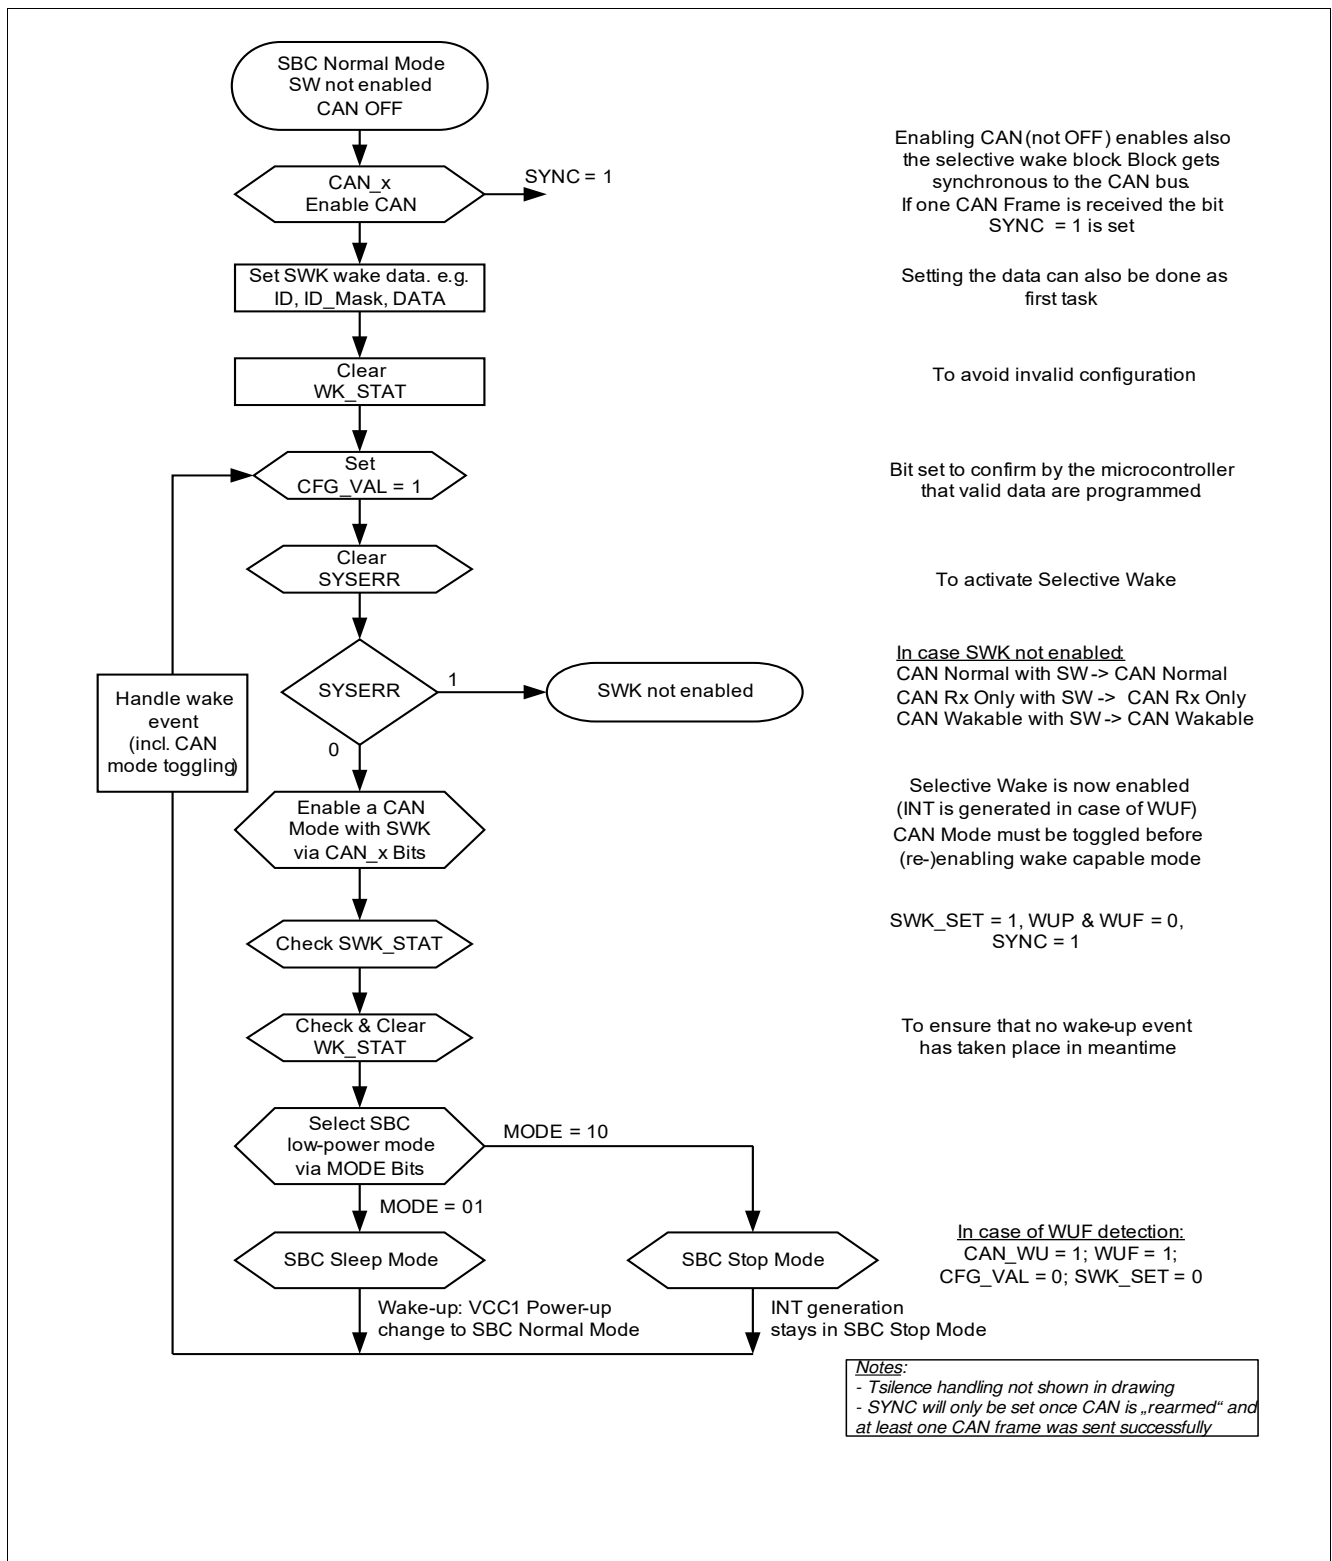 SBC Normal Mode
SW not enabled
CAN OFF
CAN_x
Enable CAN
SYNC = 1
Enabling CAN (not OFF) enables also
the selective wake block. Block gets
synchronous to the CAN bus.
If one CAN Frame is received the bit
SYNC = 1 is set
Set SWK wake data. e.g.
ID, ID_Mask, DATA
Setting the data can also be done as
first task
Clear
WK_STAT
To avoid invalid configuration
Set
CFG_VAL = 1
Bit set to confirm by the microcontroller
that valid data are programmed.
Clear
SYSERR
To activate Selective Wake
SYSERR
1
0
SWK not enabled
In case SWK not enabled:
CAN Normal with SW -> CAN Normal
CAN Rx Only with SW -> CAN Rx Only
CAN Wakable with SW -> CAN Wakable
Handle wake
event
(incl. CAN
mode toggling)
Enable a CAN
Mode with SWK
via CAN_x Bits
Selective Wake is now enabled
(INT is generated in case of WUF)
CAN Mode must be toggled before
(re-)enabling wake capable mode
Check SWK_STAT
SWK_SET = 1, WUP & WUF = 0,
SYNC = 1
Check & Clear
WK_STAT
To ensure that no wake-up event
has taken place in meantime
Select SBC
low-power mode
via MODE Bits
MODE = 10
MODE = 01
SBC Sleep Mode
SBC Stop Mode
In case of WUF detection:
CAN_WU = 1; WUF = 1;
CFG_VAL = 0; SWK_SET = 0
Wake-up: VCC1 Power-up
change to SBC Normal Mode
INT generation
stays in SBC Stop Mode
Notes:
- Tsilence handling not shown in drawing
- SYNC will only be set once CAN is „rearmed“ and
at least one CAN frame was sent successfully